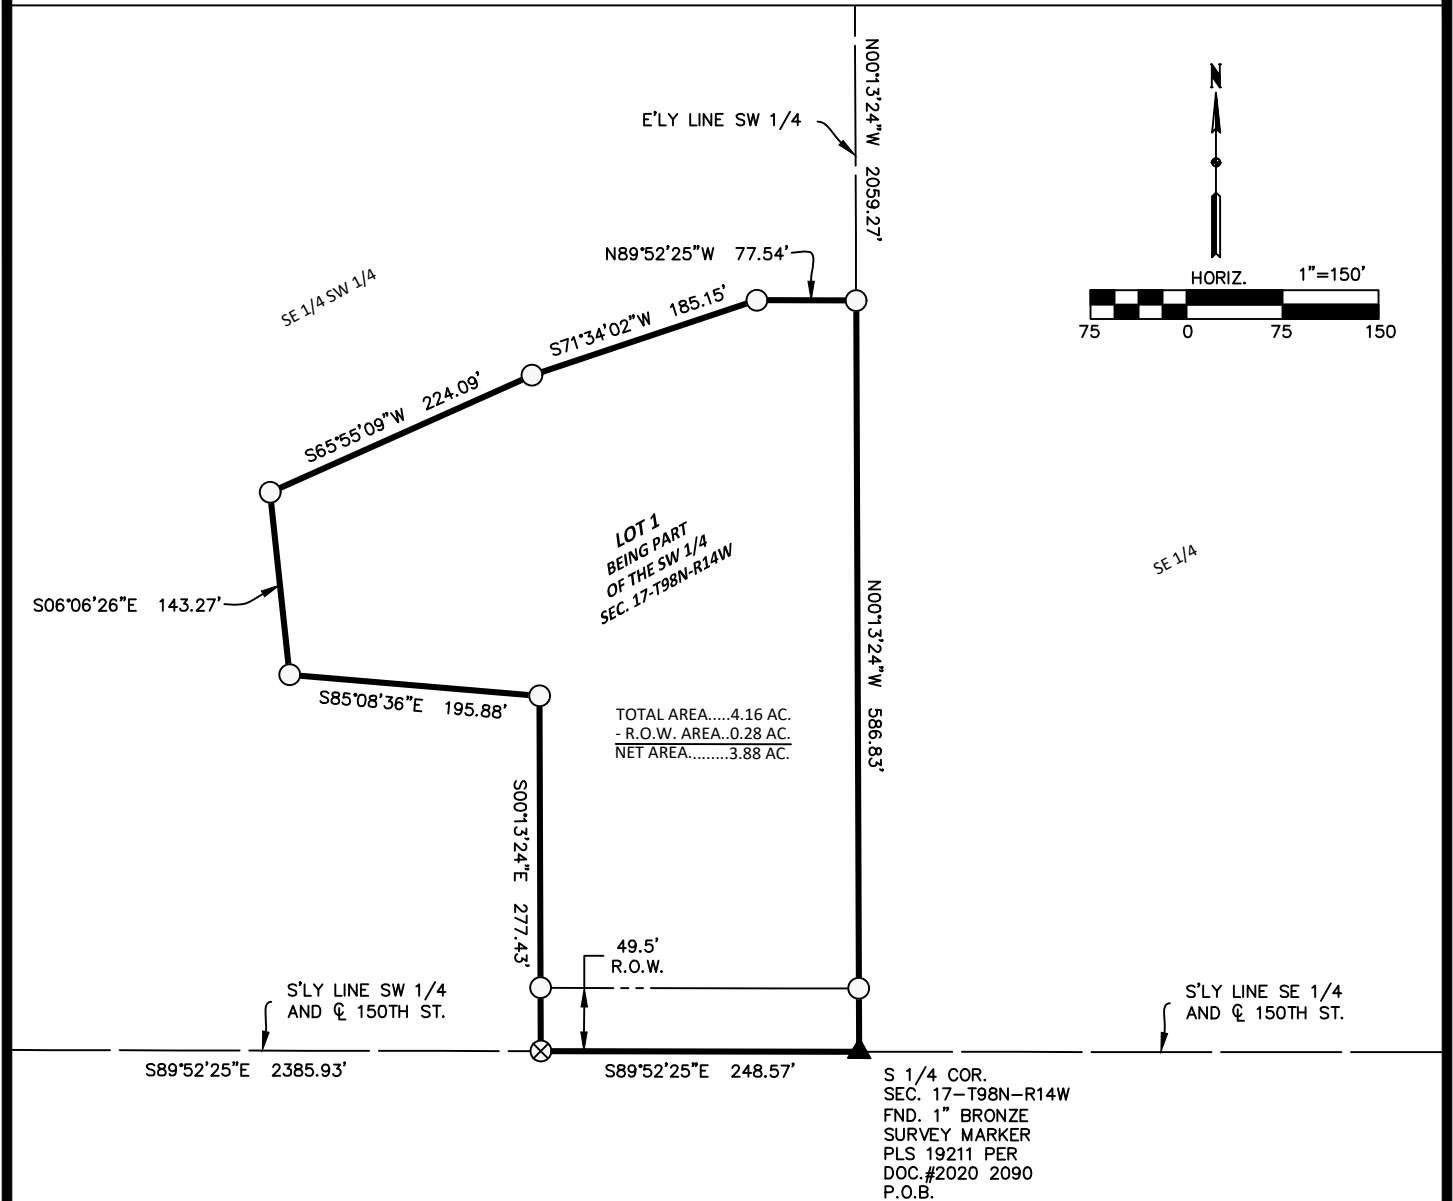 N00°13'24"W 2059.27'
E'LY LINE SW 1/4
N
HORIZ. 1"=150'
75 0 75 150
N89°52'25"W 77.54'
SE 1/4 SW 1/4
S71°34'02"W 185.15'
S65°55'09"W 224.09'
LOT 1
BEING PART
OF THE SW 1/4
SEC. 17-T98N-R14W
SE 1/4
S06°06'26"E 143.27'
N00°13'24"W 586.83'
S85°08'36"E 195.88'
TOTAL AREA.....4.16 AC.
- R.O.W. AREA..0.28 AC.
NET AREA.........3.88 AC.
S00°13'24"E 277.43'
49.5'
R.O.W.
S'LY LINE SW 1/4
AND ℄ 150TH ST.
S'LY LINE SE 1/4
AND ℄ 150TH ST.
S89°52'25"E 2385.93'
S89°52'25"E 248.57'
S 1/4 COR.
SEC. 17-T98N-R14W
FND. 1" BRONZE
SURVEY MARKER
PLS 19211 PER
DOC.#2020 2090
P.O.B.